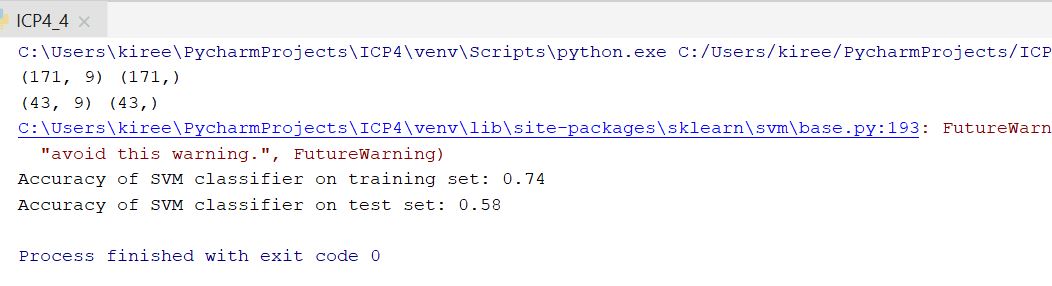 ICP4_4
C:\Users\kiree\PycharmProjects\ICP4\venv\Scripts\python.exe C:/Users/kiree/PycharmProjects/ICP
(171, 9) (171,)
(43, 9) (43,)
C:\Users\kiree\PycharmProjects\ICP4\venv\lib\site-packages\sklearn\svm\base.py:193: FutureWarn
"avoid this warning.", FutureWarning)
Accuracy of SVM classifier on training set: 0.74
Accuracy of SVM classifier on test set: 0.58
Process finished with exit code 0